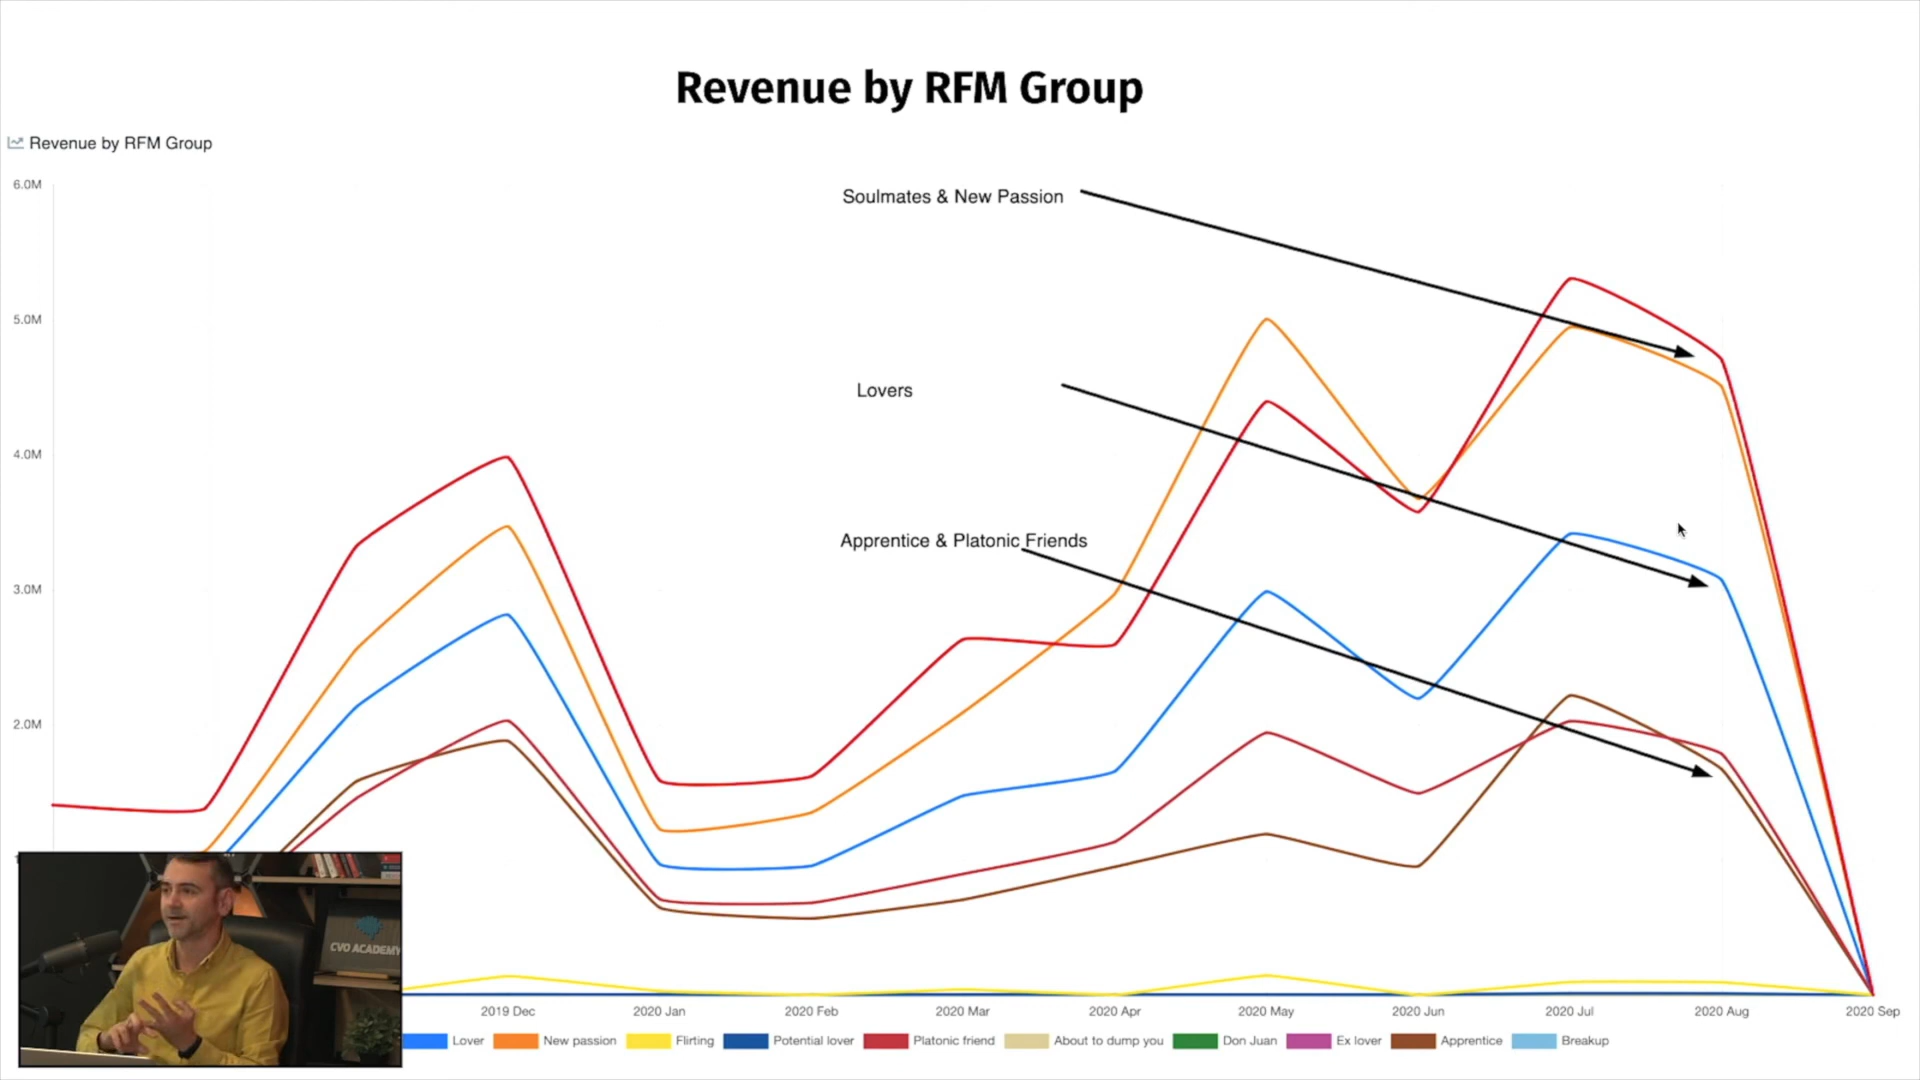 Revenue by RFM Group
Revenue by RFM Group
6.0M
Soulmates & New Passion
5.0M
Lovers
4.0M
Apprentice & Platonic Friends
3.0M
2.0M
CVO ACADEMY
2019 Dec 2020 Jan 2020 Feb 2020 Mar 2020 Apr 2020 May 2020 Jun 2020 Jul 2020 Aug 2020 Sep
Lover New passion Flirting Potential lover Platonic friend About to dump you Don Juan Ex lover Apprentice Breakup